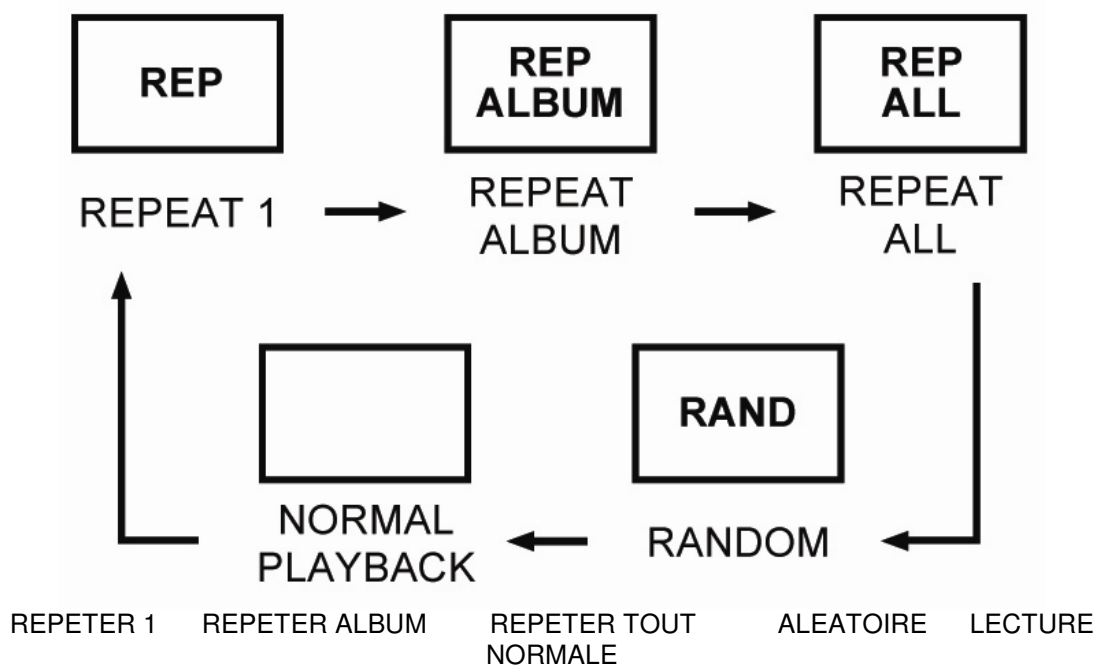 REP
REP
ALBUM
REP
ALL
REPEAT 1
REPEAT
ALBUM
REPEAT
ALL
RAND
NORMAL
PLAYBACK
RANDOM
REPETER 1 REPETER ALBUM REPETER TOUT ALEATOIRE LECTURE
NORMALE